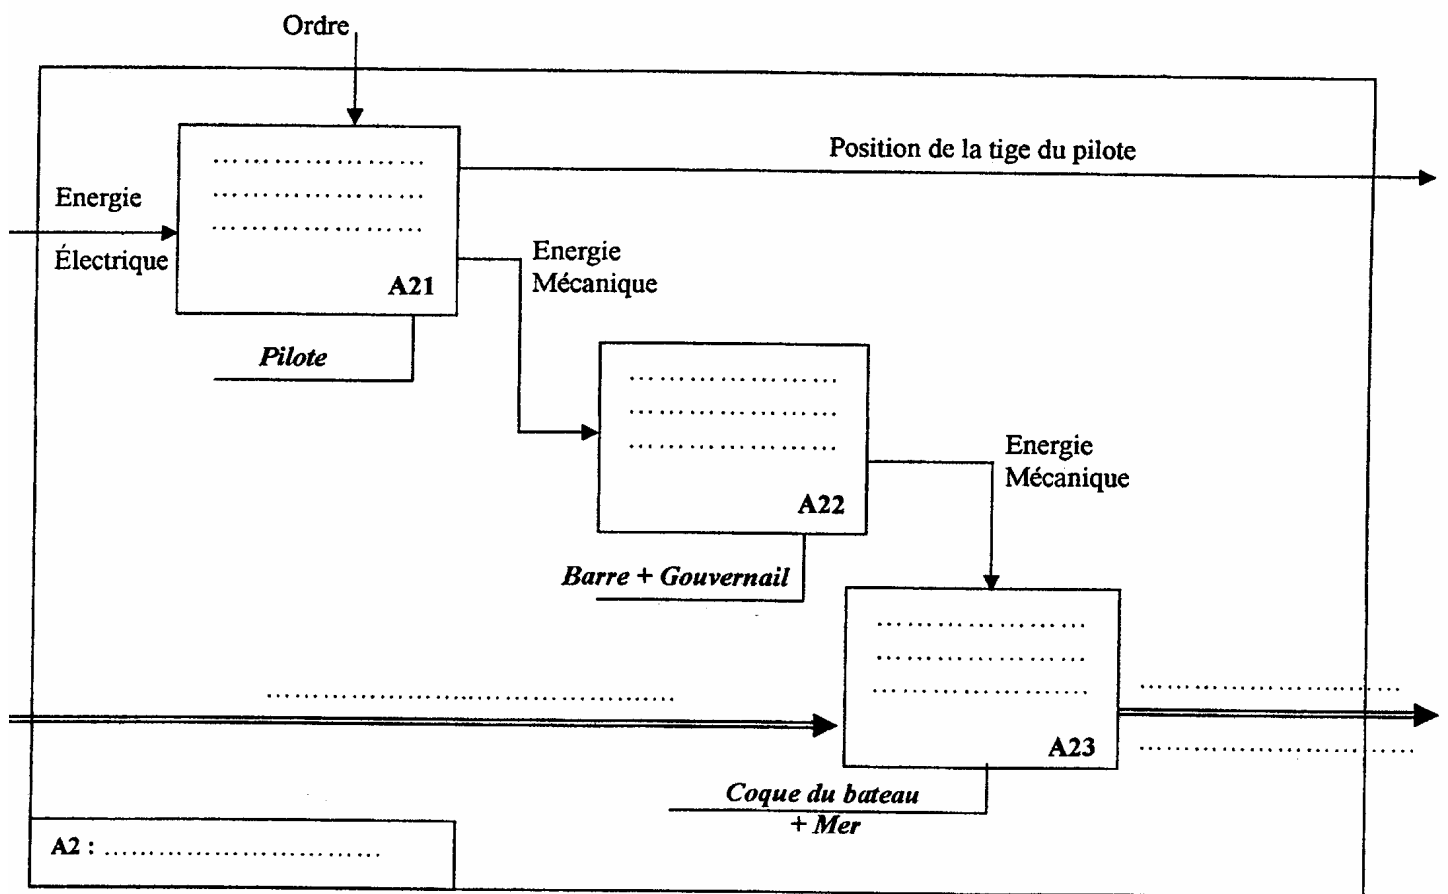 Ordre
Position de la tige du pilote
Energie
Électrique
.....................
.....................
.....................
A21
Energie
Mécanique
Pilote
.....................
.....................
.....................
A22
Energie
Mécanique
Barre + Gouvernail
.....................
.....................
.....................
A23
........................................
..........................
...........................
Coque du bateau
+ Mer
A2 : ............................